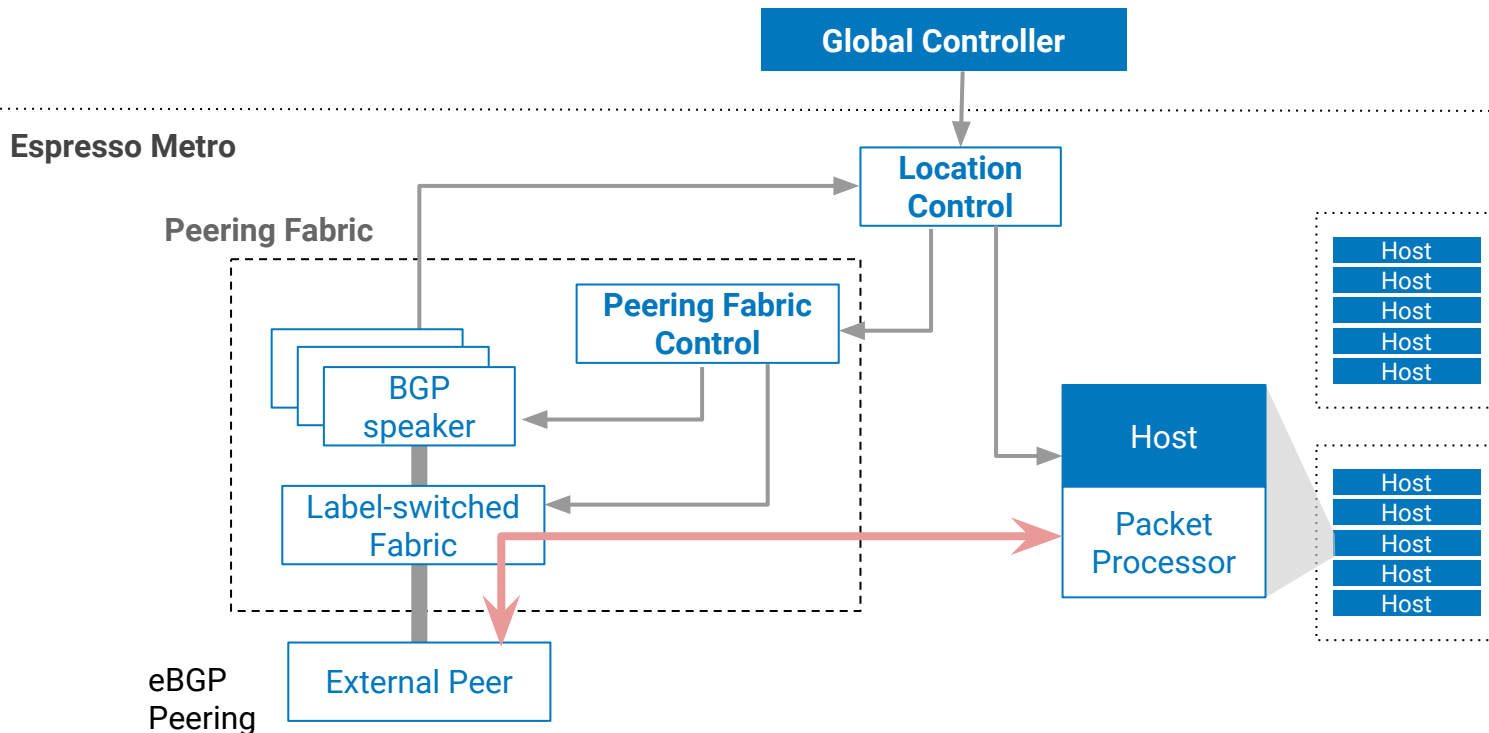 Global Controller
Espresso Metro
Location
Control
Peering Fabric
Peering Fabric
Control
BGP
speaker
Label-switched
Fabric
External Peer
eBGP
Peering
Host
Packet
Processor
Host
Host
Host
Host
Host
Host
Host
Host
Host
Host